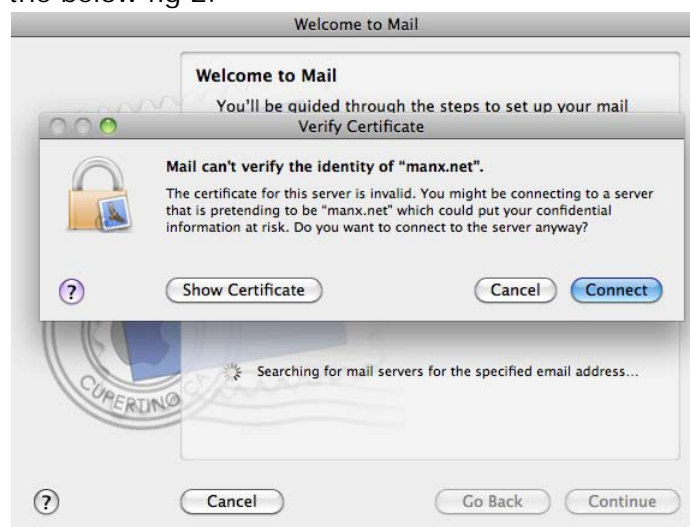 the below fig 2.
Welcome to Mail
Welcome to Mail
You'll be guided through the steps to set up your mail
Verify Certificate
Mail can't verify the identity of "manx.net".
The certificate for this server is invalid. You might be connecting to a server
that is pretending to be "manx.net" which could put your confidential
information at risk. Do you want to connect to the server anyway?
? Show Certificate Cancel Connect
Searching for mail servers for the specified email address...
CUPERTINO
? Cancel Go Back Continue